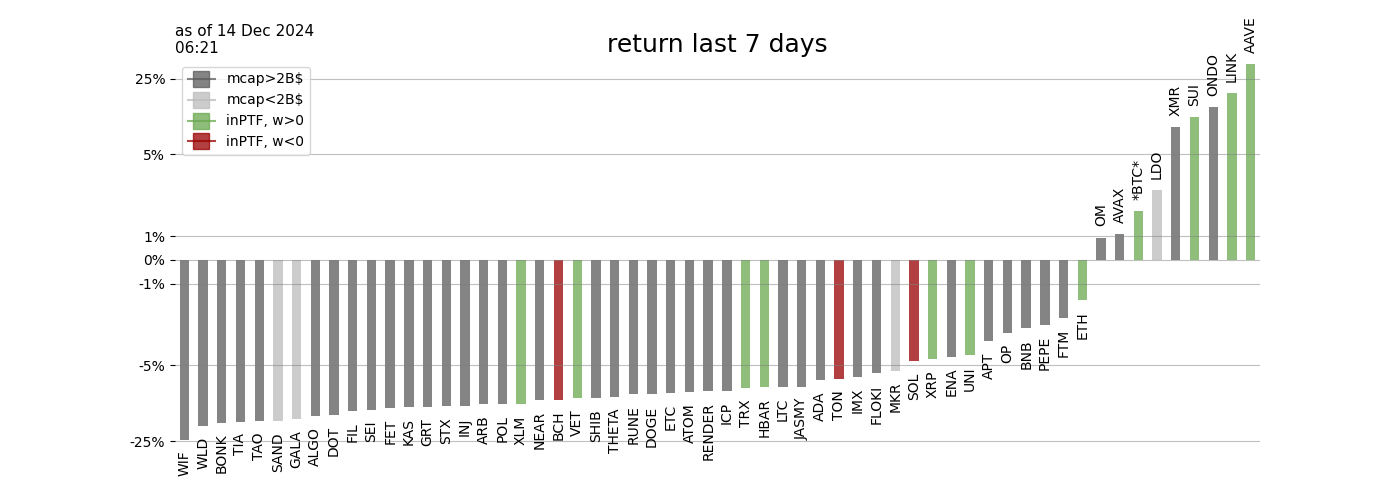 as of 14 Dec 2024
06:21
return last 7 days
mcap>2B$
mcap<2B$
inPTF, w>0
inPTF, w<0
25%
5%
1%
0%
-1%
-5%
-25%
WIF
WLD
BONK
TIA
TAO
SAND
GALA
ALGO
DOT
FIL
SEI
FET
KAS
GRT
STX
INJ
ARB
POL
XLM
NEAR
BCH
VET
SHIB
THETA
RUNE
DOGE
ETC
ATOM
RENDER
ICP
TRX
HBAR
LTC
JASMY
ADA
TON
IMX
FLOKI
MKR
SOL
XRP
ENA
UNI
APT
OP
BNB
PEPE
FTM
ETH
OM
AVAX
*BTC*
LDO
XMR
SUI
ONDO
LINK
AAVE